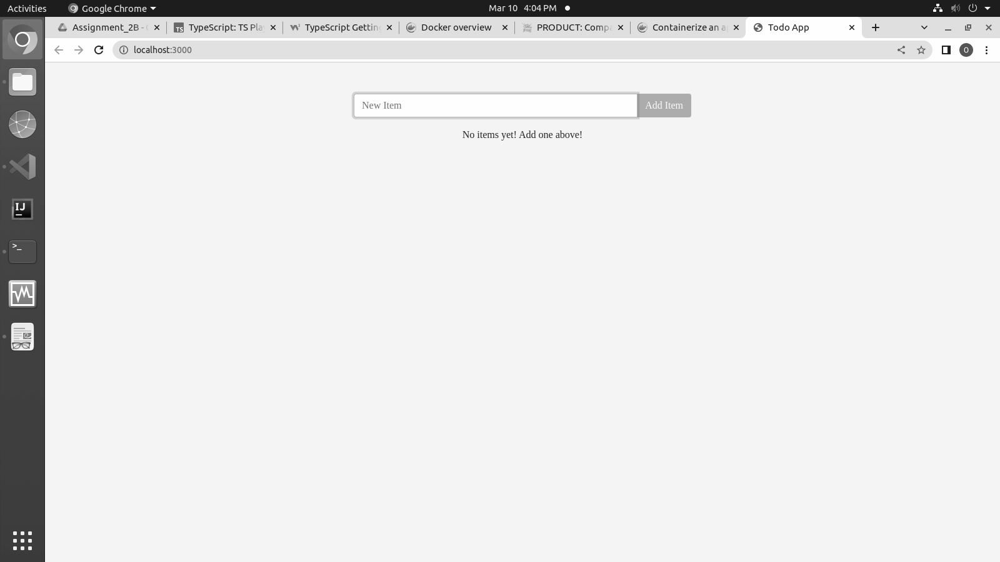 Activities Google Chrome Mar 10 4:04 PM
Assignment_2B - TypeScript: TS Pla TypeScript Getting Docker overview PRODUCT: Comp Containerize an a Todo App
localhost:3000 O
New Item Add Item
No items yet! Add one above!
IJ
>_